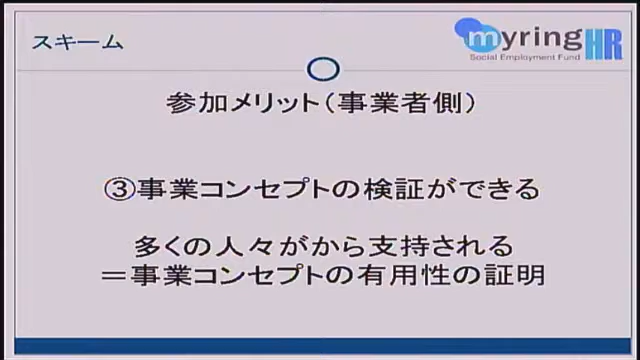 スキーム
myringHR
Social Employment Fund
参加メリット(事業者側)
③事業コンセプトの検証ができる
多くの人々がから支持される
=事業コンセプトの有用性の証明